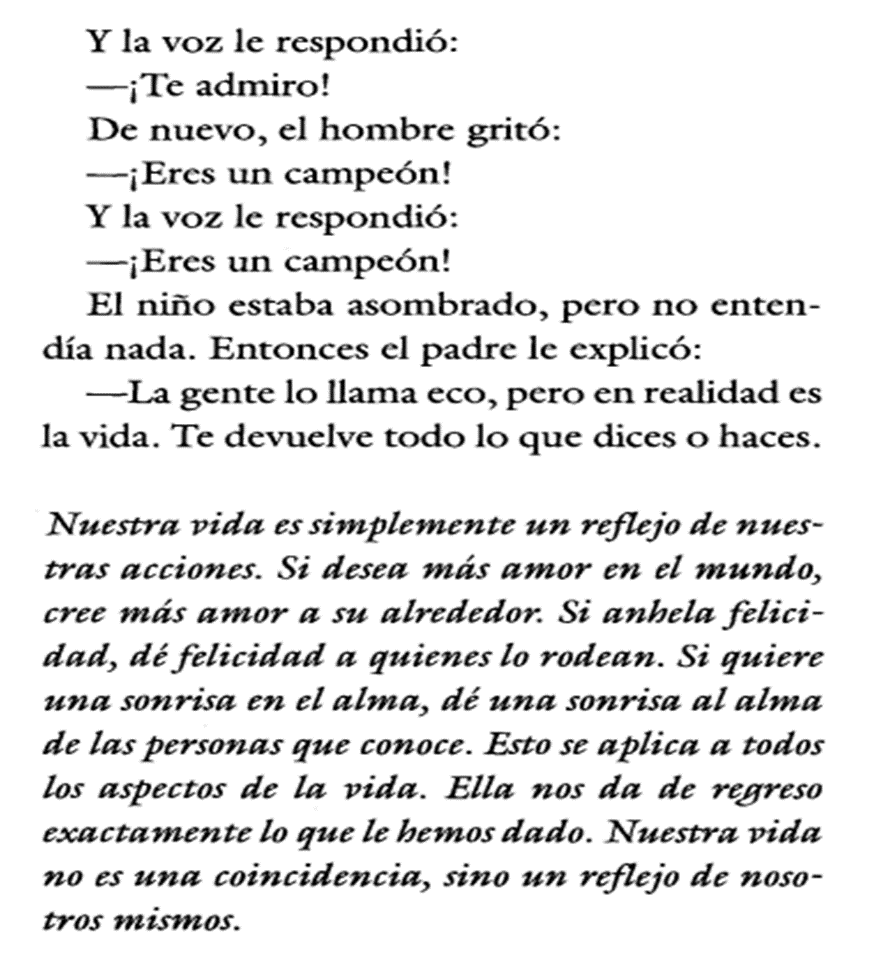 Y la voz le respondió:
—¡Te admiro!
De nuevo, el hombre gritó:
—¡Eres un campeón!
Y la voz le respondió:
—¡Eres un campeón!
El niño estaba asombrado, pero no enten-
día nada. Entonces el padre le explicó:
—La gente lo llama eco, pero en realidad es
la vida. Te devuelve todo lo que dices o haces.
Nuestra vida es simplemente un reflejo de nues-
tras acciones. Si desea más amor en el mundo,
cree más amor a su alrededor. Si anhela felici-
dad, dé felicidad a quienes lo rodean. Si quiere
una sonrisa en el alma, dé una sonrisa al alma
de las personas que conoce. Esto se aplica a todos
los aspectos de la vida. Ella nos da de regreso
exactamente lo que le hemos dado. Nuestra vida
no es una coincidencia, sino un reflejo de noso-
tros mismos.